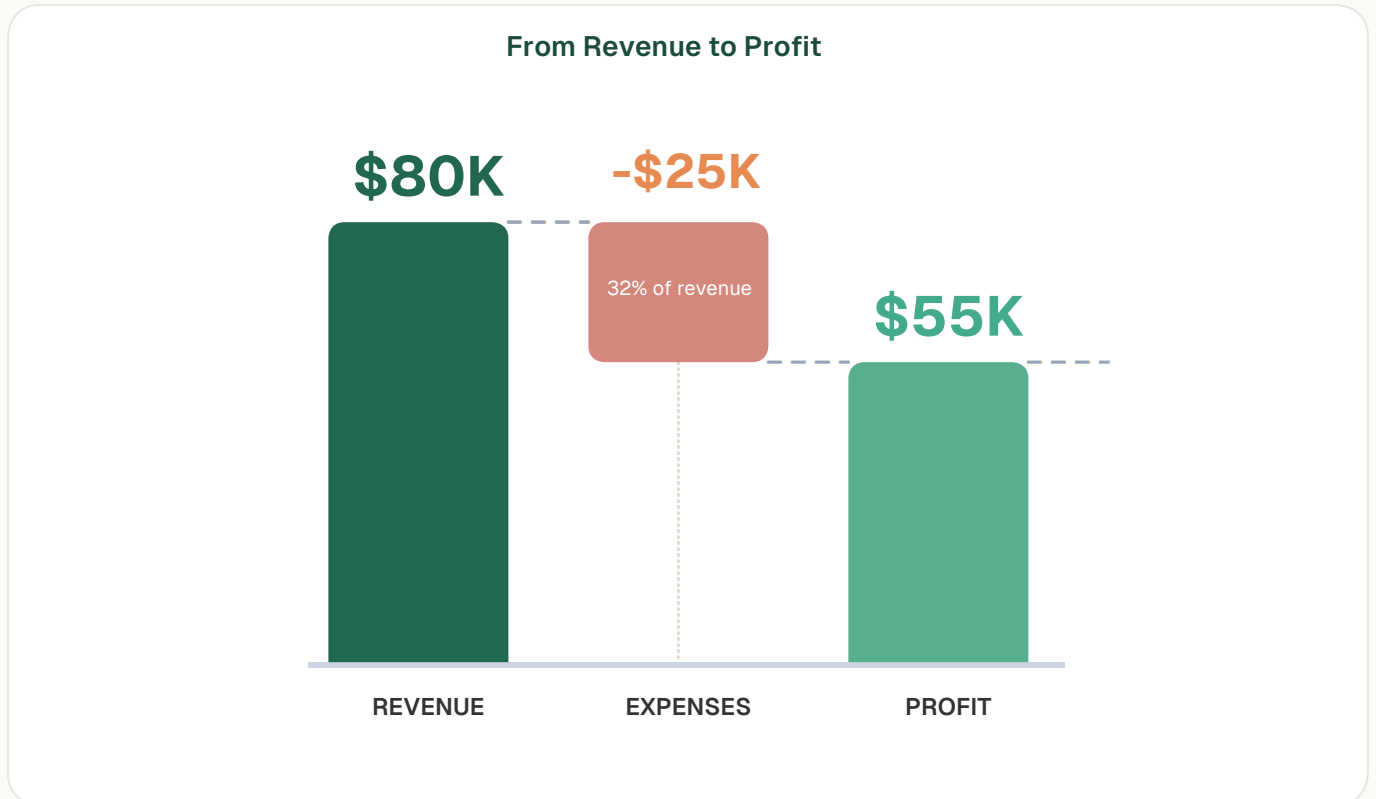 From Revenue to Profit
$80K
-$25K
32% of revenue
$55K
REVENUE
EXPENSES
PROFIT